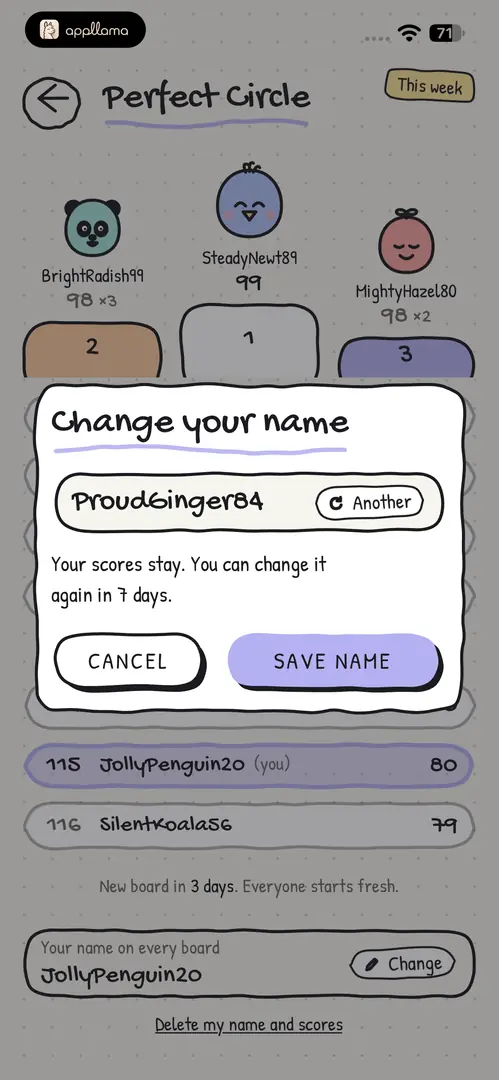 appllama
71
Perfect Circle
This week
SteadyNewt89
99
BrightRadish99
98 ×3
MightyHazel80
98 ×2
2
1
3
Change your name
ProudGinger84
Another
Your scores stay. You can change it
again in 7 days.
CANCEL
SAVE NAME
115 JollyPenguin20 (you) 80
116 SilentKoala56 79
New board in 3 days. Everyone starts fresh.
Your name on every board
JollyPenguin20
Change
Delete my name and scores